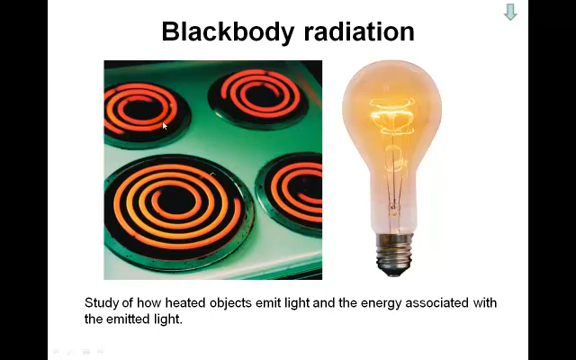 Blackbody radiation
Study of how heated objects emit light and the energy associated with
the emitted light.